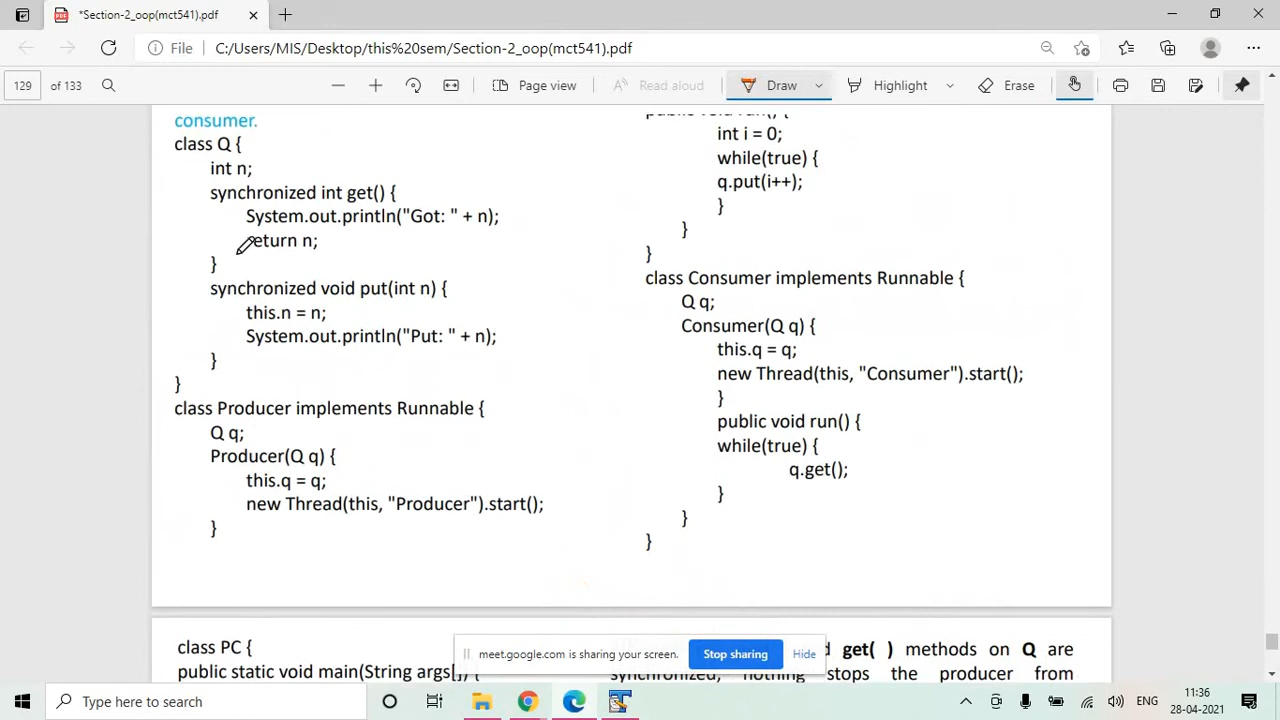 *Section-2_oop(mct541).pdf
File
C:/Users/MIS/Desktop/this%20sem/Section-2_oop(mct541).pdf
129 of 133
Page view
Read aloud
Draw
Highlight
Erase
consumer.
class Q {
int n;
synchronized int get() {
System.out.println("Got: " + n);
return n;
}
synchronized void put(int n) {
this.n = n;
System.out.println("Put: " + n);
}
}
class Producer implements Runnable {
Q q;
Producer(Q q) {
this.q = q;
new Thread(this, "Producer").start();
}
public void run() {
int i = 0;
while(true) {
q.put(i++);
}
}
}
class Consumer implements Runnable {
Q q;
Consumer(Q q) {
this.q = q;
new Thread(this, "Consumer").start();
}
public void run() {
while(true) {
q.get();
}
}
}
class PC {
public static void main(String args[]) {
get( ) methods on Q are
synchronized, nothing stops the producer from
meet.google.com is sharing your screen.
Stop sharing
Hide
Type here to search
ENG
11:36
28-04-2021